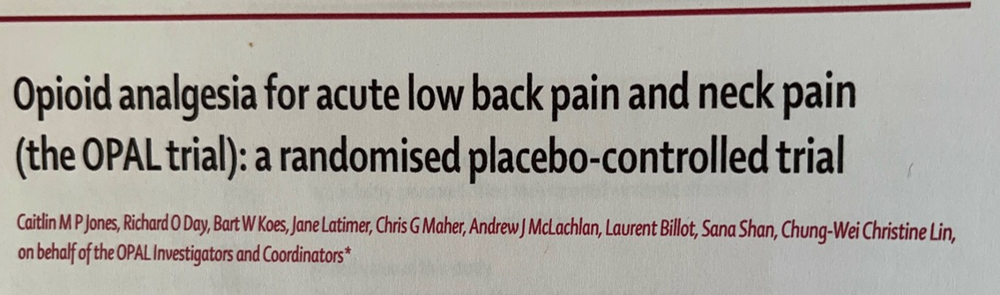 Opioid analgesia for acute low back pain and neck pain
(the OPAL trial): a randomised placebo-controlled trial
Caitlin M P Jones, Richard O Day, Bart W Koes, Jane Latimer, Chris G Maher, Andrew J McLachlan, Laurent Billot, Sana Shan, Chung-Wei Christine Lin,
on behalf of the OPAL Investigators and Coordinators*